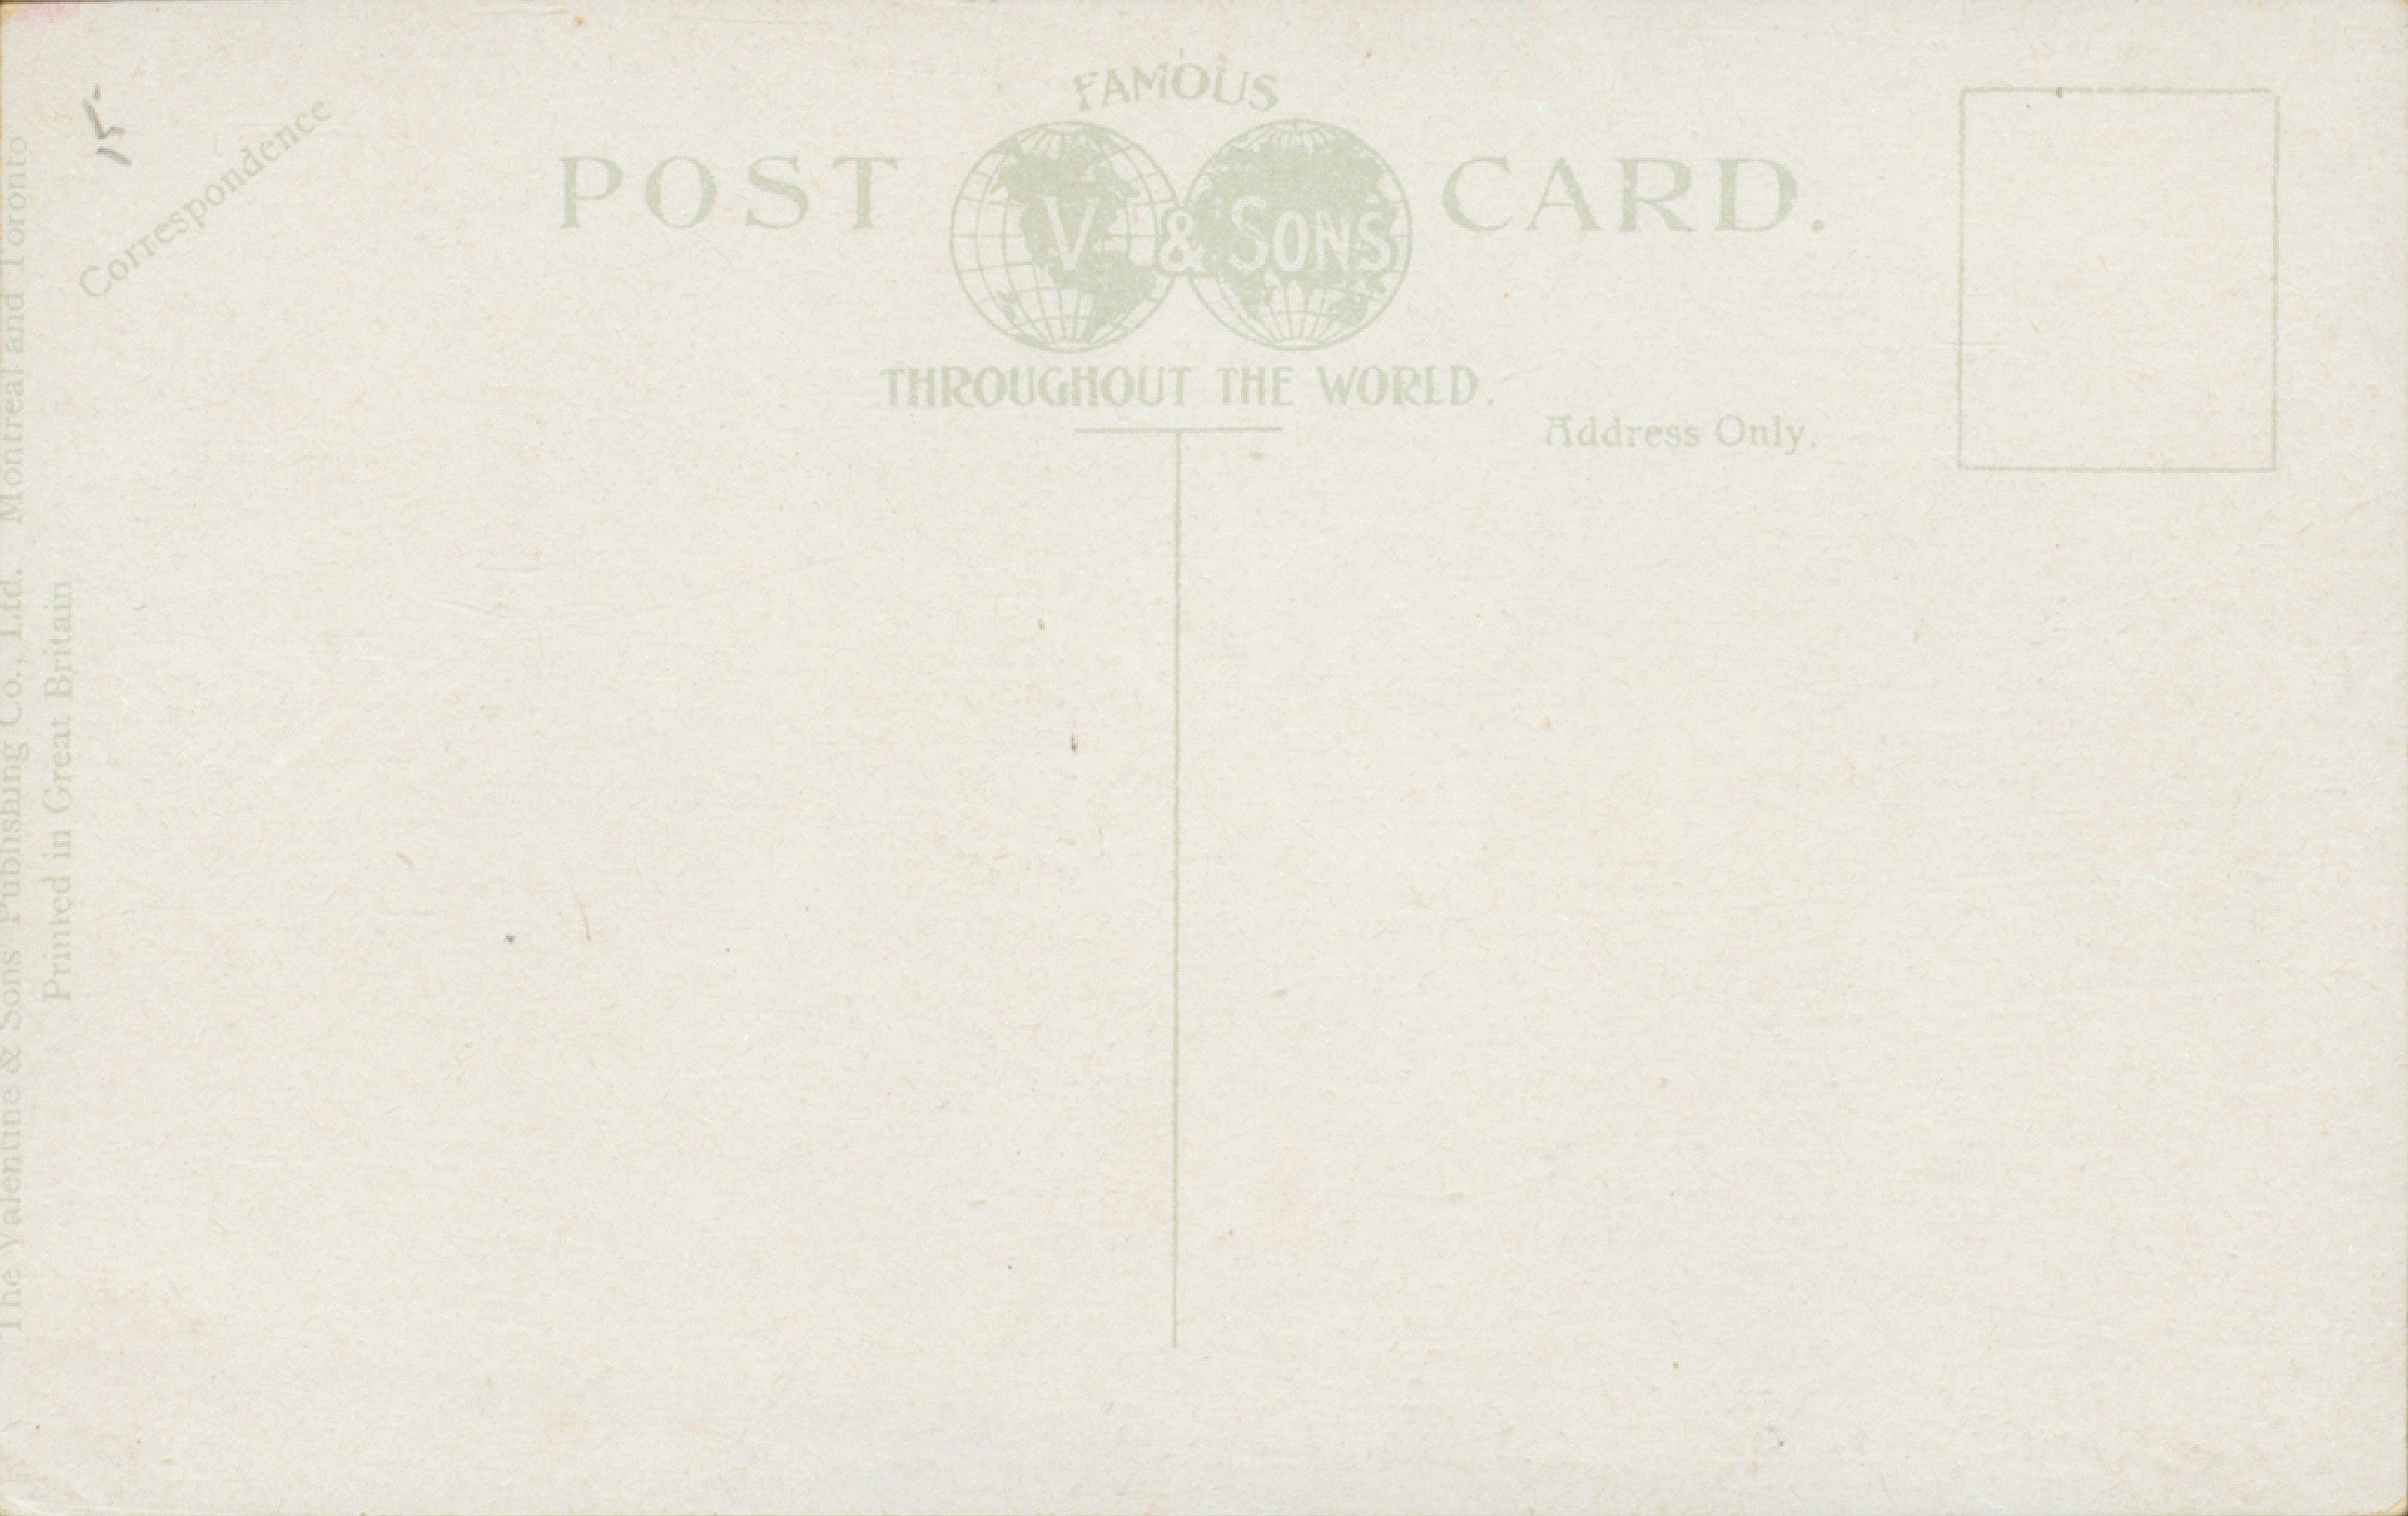 FAMOUS
POST V & SONS CARD.
THROUGHOUT THE WORLD.
Correspondence
Address Only.
The Valentine & Sons Publishing Co., Ltd. Montreal and Toronto
Printed in Great Britain